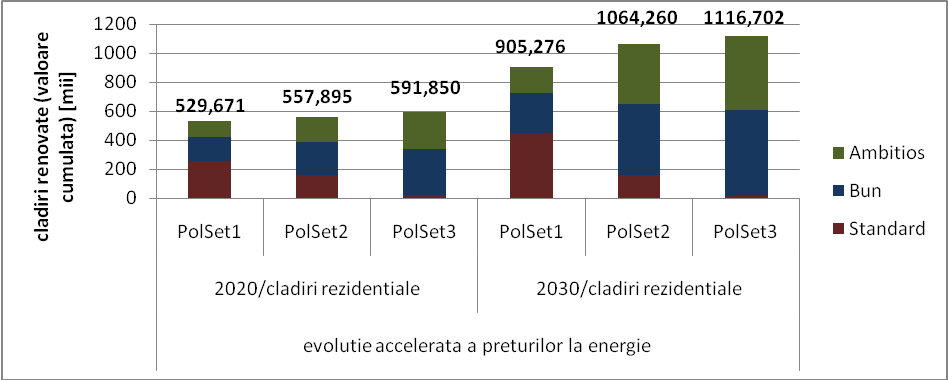 cladiri renovate (valoare
cumulata) [mii]
1200
1000
800
600
400
200
0
529,671
557,895
591,850
905,276
1064,260
1116,702
PolSet1 PolSet2 PolSet3 PolSet1 PolSet2 PolSet3
2020/cladiri rezidentiale 2030/cladiri rezidentiale
evolutie accelerata a preturilor la energie
Ambitios
Bun
Standard